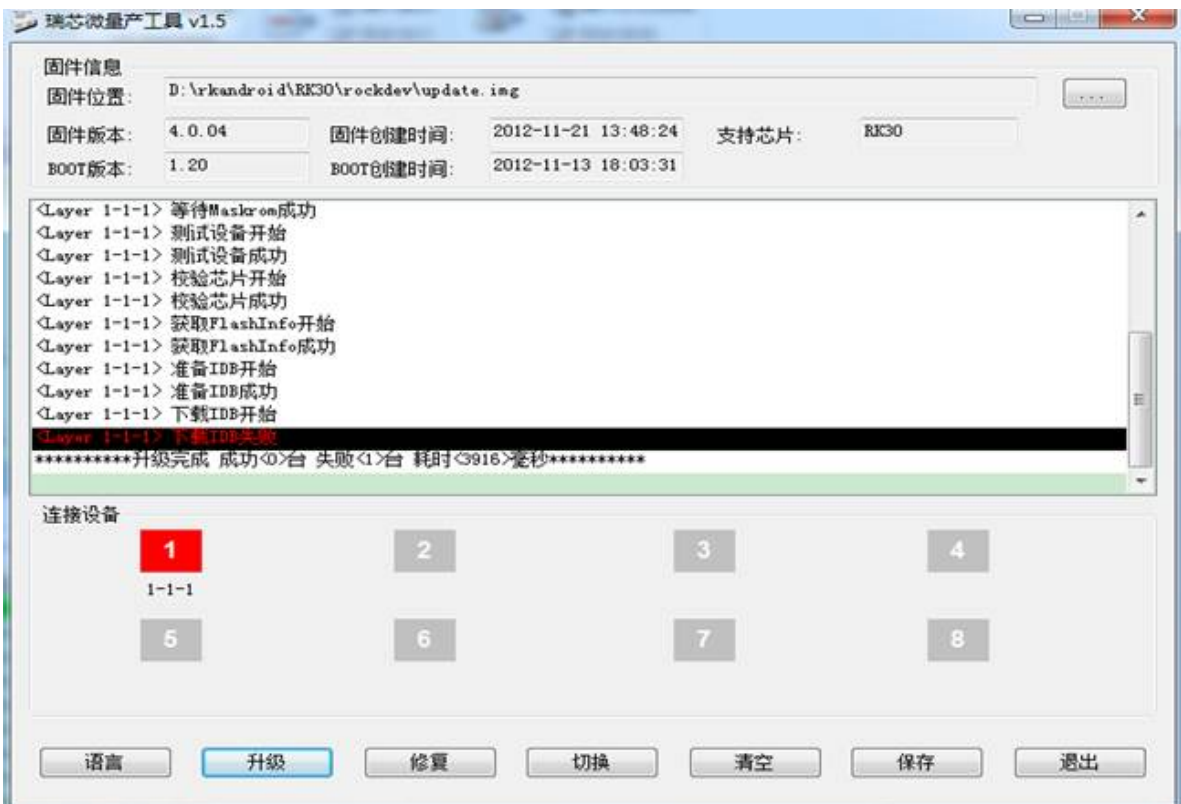 瑞芯微量产工具 v1.5
固件信息
固件位置: D:\rkandroid\RK30\rockdev\update.img ...
固件版本: 4.0.04 固件创建时间: 2012-11-21 13:48:24 支持芯片: RK30
BOOT版本: 1.20 BOOT创建时间: 2012-11-13 18:03:31
<Layer 1-1-1> 等待Maskrom成功
<Layer 1-1-1> 测试设备开始
<Layer 1-1-1> 测试设备成功
<Layer 1-1-1> 校验芯片开始
<Layer 1-1-1> 校验芯片成功
<Layer 1-1-1> 获取FlashInfo开始
<Layer 1-1-1> 获取FlashInfo成功
<Layer 1-1-1> 准备IDB开始
<Layer 1-1-1> 准备IDB成功
<Layer 1-1-1> 下载IDB开始
<Layer 1-1-1> 下载IDB失败
**********升级完成 成功<0>台 失败<1>台 耗时<3916>毫秒**********
连接设备
1 2 3 4
1-1-1
5 6 7 8
语言 升级 修复 切换 清空 保存 退出